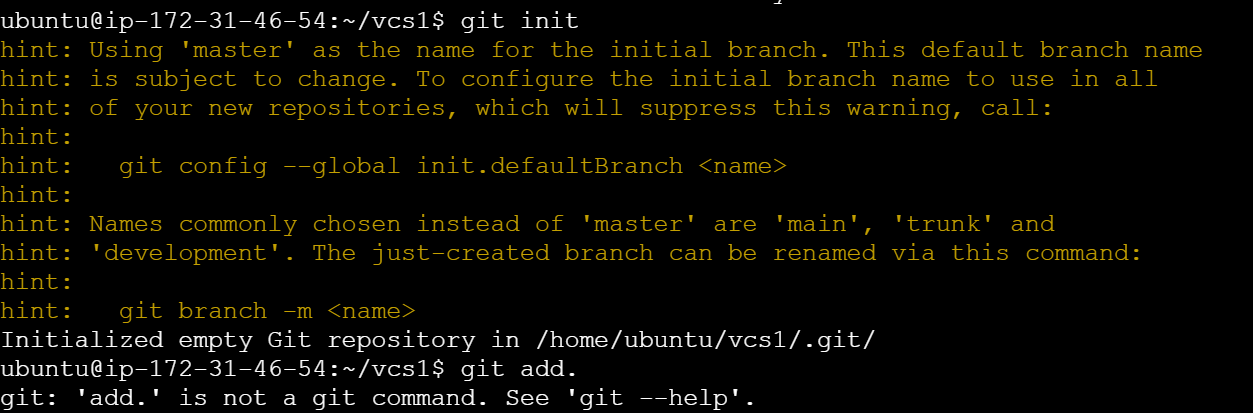 ubuntu@ip-172-31-46-54:~/vcs1$ git init
hint: Using 'master' as the name for the initial branch. This default branch name
hint: is subject to change. To configure the initial branch name to use in all
hint: of your new repositories, which will suppress this warning, call:
hint:
hint:   git config --global init.defaultBranch <name>
hint:
hint: Names commonly chosen instead of 'master' are 'main', 'trunk' and
hint: 'development'. The just-created branch can be renamed via this command:
hint:
hint:   git branch -m <name>
Initialized empty Git repository in /home/ubuntu/vcs1/.git/
ubuntu@ip-172-31-46-54:~/vcs1$ git add.
git: 'add.' is not a git command. See 'git --help'.